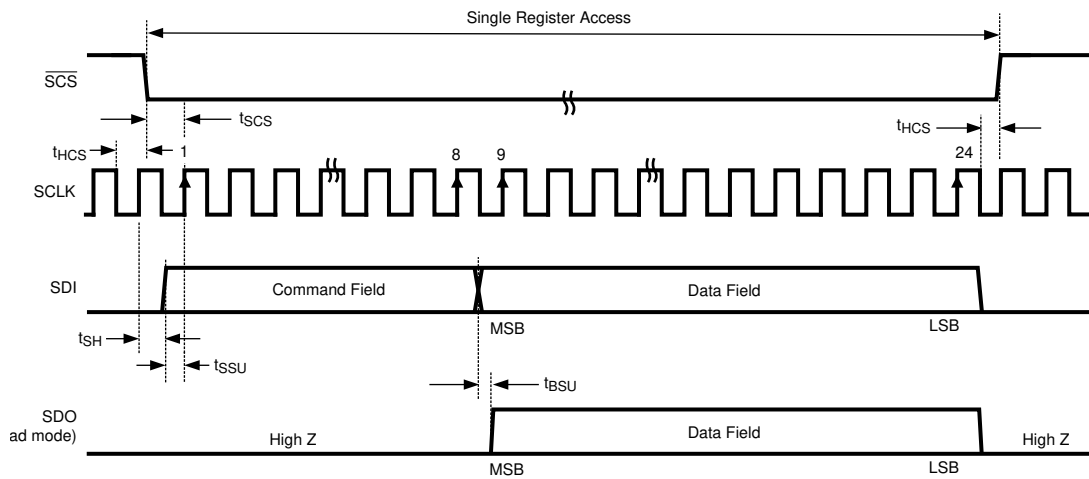 Single Register Access
SCS
tSCS
tHCS
tHCS
1
8
9
24
SCLK
SDI
Command Field
Data Field
MSB
LSB
tSH
tSSU
tBSU
SDO
ad mode)
High Z
Data Field
High Z
MSB
LSB